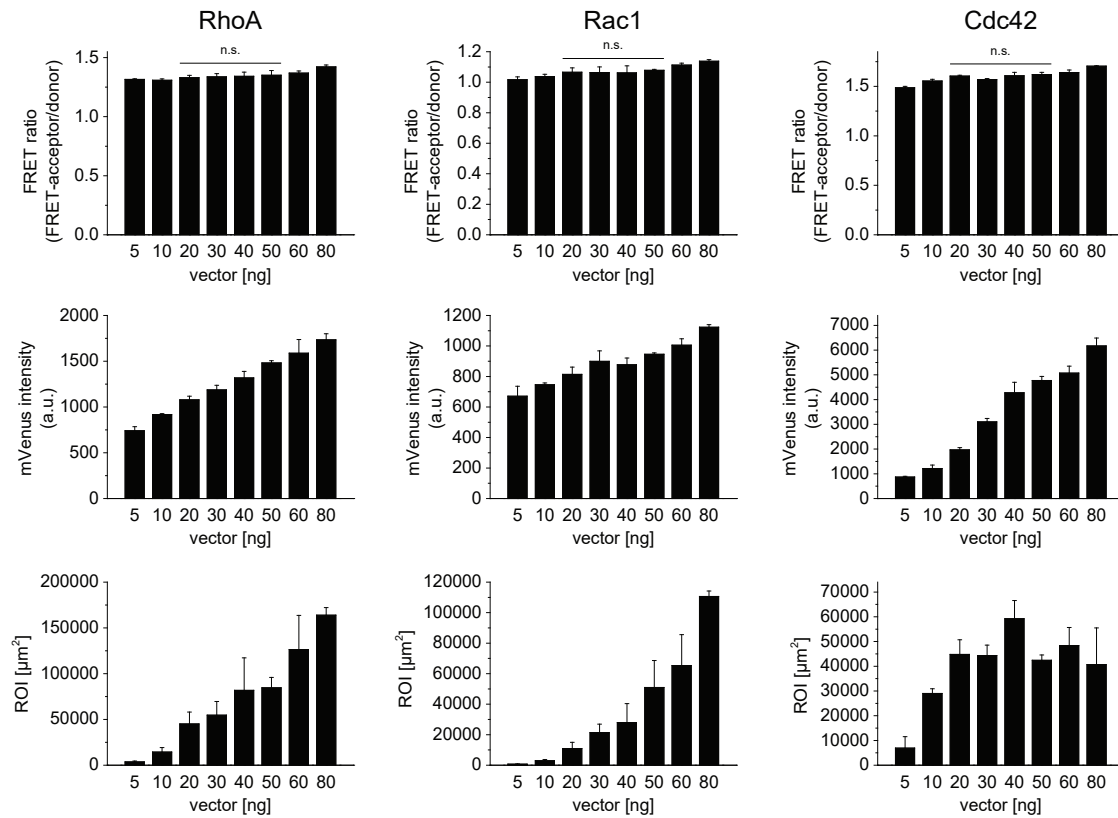 RhoA
Rac1
Cdc42
FRET ratio
(FRET-acceptor/donor)
1.5
1.0
0.5
0.0
n.s.
5 10 20 30 40 50 60 80
vector [ng]
FRET ratio
(FRET-acceptor/donor)
1.2
1.0
0.8
0.6
0.4
0.2
0.0
n.s.
5 10 20 30 40 50 60 80
vector [ng]
FRET ratio
(FRET-acceptor/donor)
1.5
1.0
0.5
0.0
n.s.
5 10 20 30 40 50 60 80
vector [ng]
mVenus intensity
(a.u.)
2000
1500
1000
500
0
5 10 20 30 40 50 60 80
vector [ng]
mVenus intensity
(a.u.)
1200
1000
800
600
400
200
0
5 10 20 30 40 50 60 80
vector [ng]
mVenus intensity
(a.u.)
7000
6000
5000
4000
3000
2000
1000
0
5 10 20 30 40 50 60 80
vector [ng]
ROI [µm²]
200000
150000
100000
50000
0
5 10 20 30 40 50 60 80
vector [ng]
ROI [µm²]
120000
100000
80000
60000
40000
20000
0
5 10 20 30 40 50 60 80
vector [ng]
ROI [µm²]
70000
60000
50000
40000
30000
20000
10000
0
5 10 20 30 40 50 60 80
vector [ng]